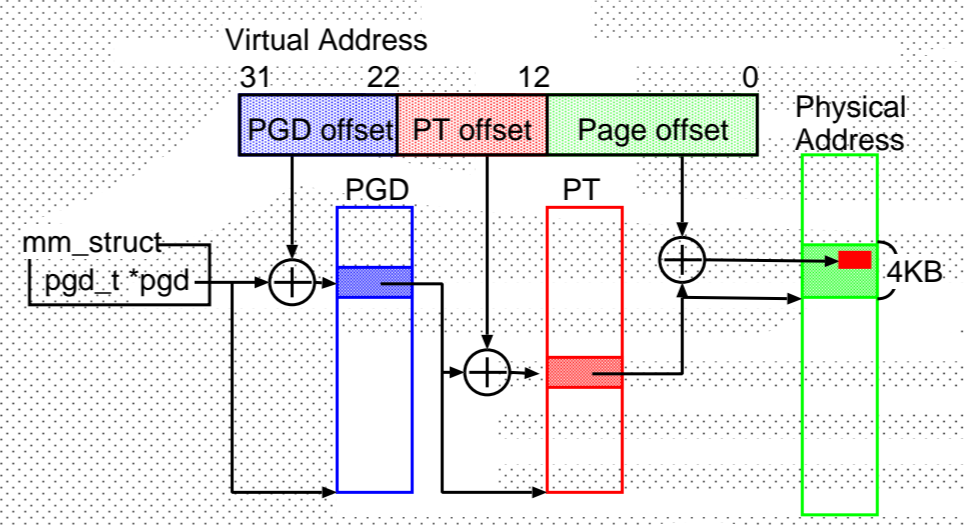 Virtual Address
31 22 12 0
PGD offset PT offset Page offset
Physical
Address
PGD PT
mm_struct
pgd_t *pgd
4KB